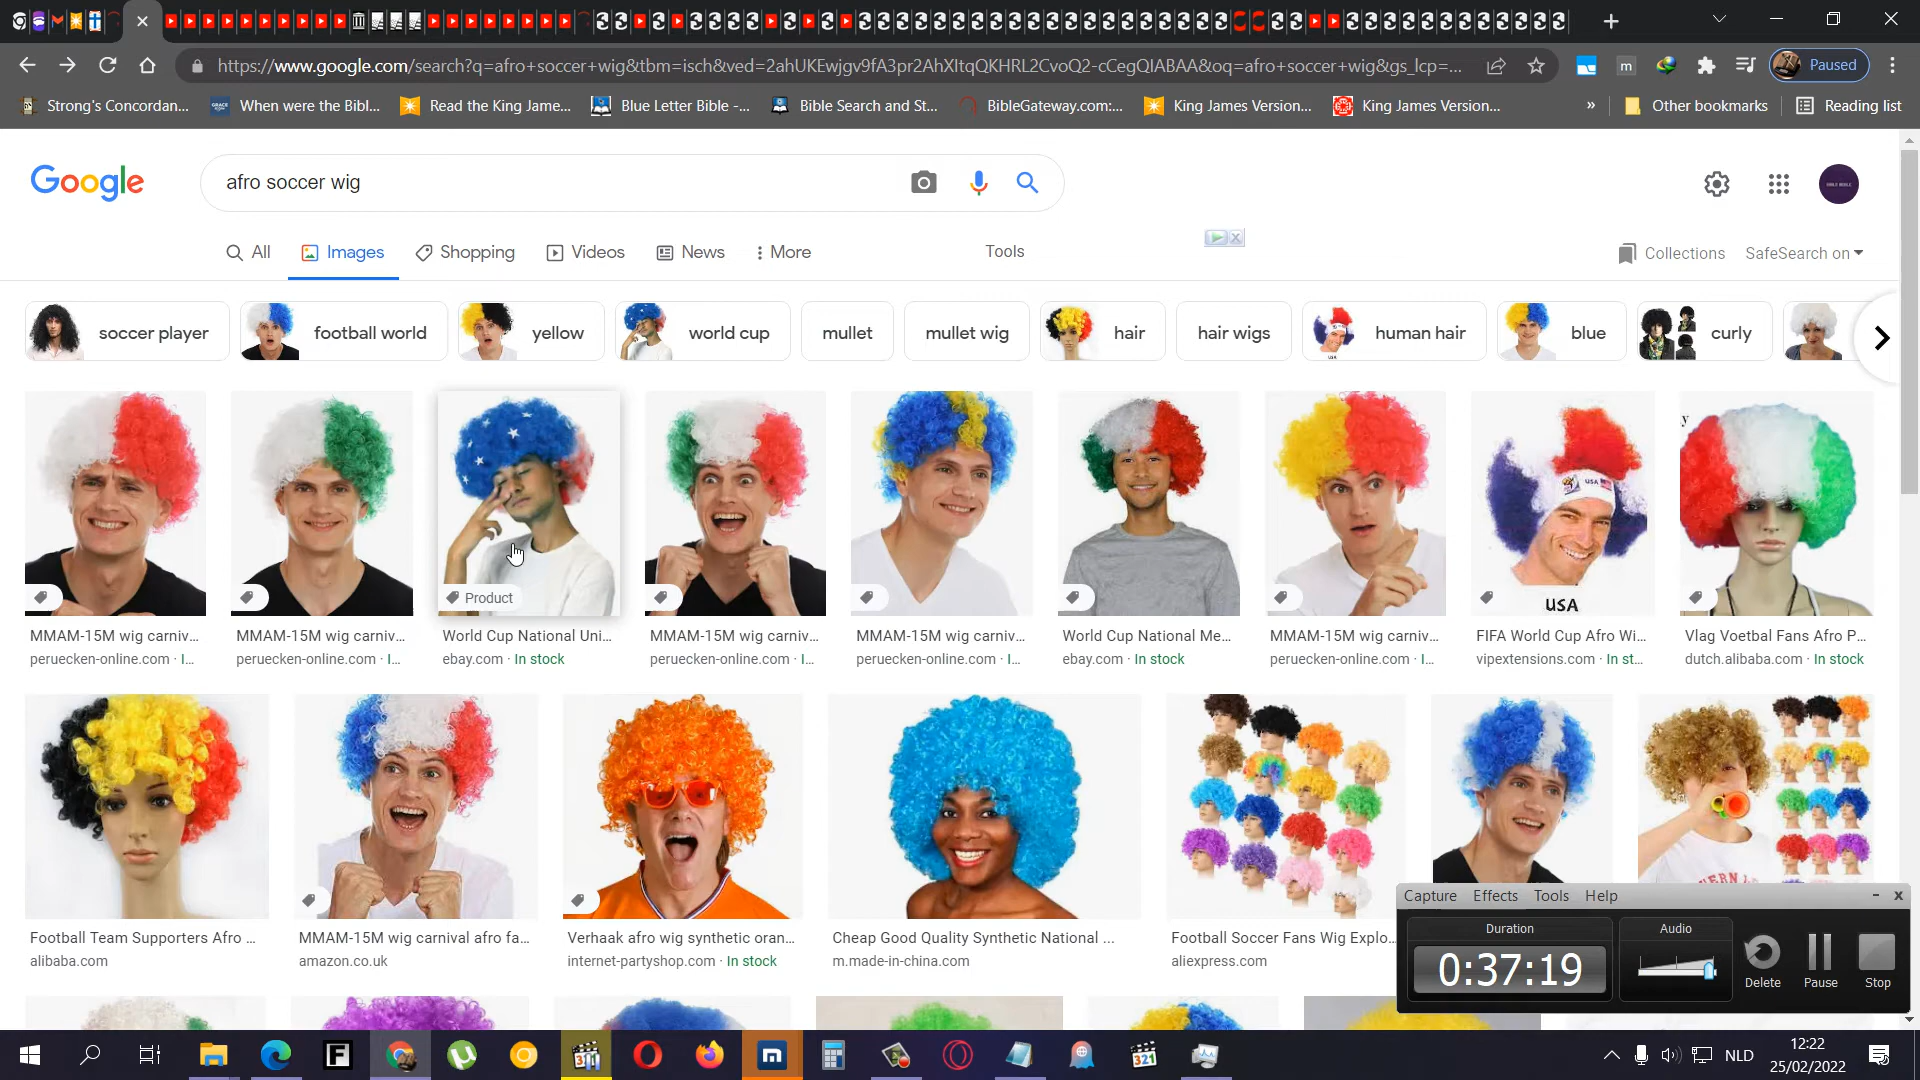 https://www.google.com/search?q=afro+soccer+wig&tbm=isch&ved=2ahUKEwjgv9fA3pr2AhXItqQKHRL2CvoQ2-cCegQIABAA&oq=afro+soccer+wig&gs_lcp=...
Paused
Strong's Concordan...
When were the Bibl...
Read the King Jame...
Blue Letter Bible -...
Bible Search and St...
BibleGateway.com:...
King James Version...
King James Version...
»
Other bookmarks
Reading list
Google
afro soccer wig
All
Images
Shopping
Videos
News
More
Tools
Collections
SafeSearch on
soccer player
football world
yellow
world cup
mullet
mullet wig
hair
hair wigs
human hair
blue
curly
Product
USA
USA
MMAM-15M wig carniv...
peruecken-online.com · I...
MMAM-15M wig carniv...
peruecken-online.com · I...
World Cup National Uni...
ebay.com · In stock
MMAM-15M wig carniv...
peruecken-online.com · I...
MMAM-15M wig carniv...
peruecken-online.com · I...
World Cup National Me...
ebay.com · In stock
MMAM-15M wig carniv...
peruecken-online.com · I...
FIFA World Cup Afro Wi...
vipextensions.com · In st...
Vlag Voetbal Fans Afro P...
dutch.alibaba.com · In stock
Football Team Supporters Afro ...
alibaba.com
MMAM-15M wig carnival afro fa...
amazon.co.uk
Verhaak afro wig synthetic oran...
internet-partyshop.com · In stock
Cheap Good Quality Synthetic National ...
m.made-in-china.com
Football Soccer Fans Wig Explo...
aliexpress.com
Capture
Effects
Tools
Help
Duration
0:37:19
Audio
Delete
Pause
Stop
NLD
12:22
25/02/2022